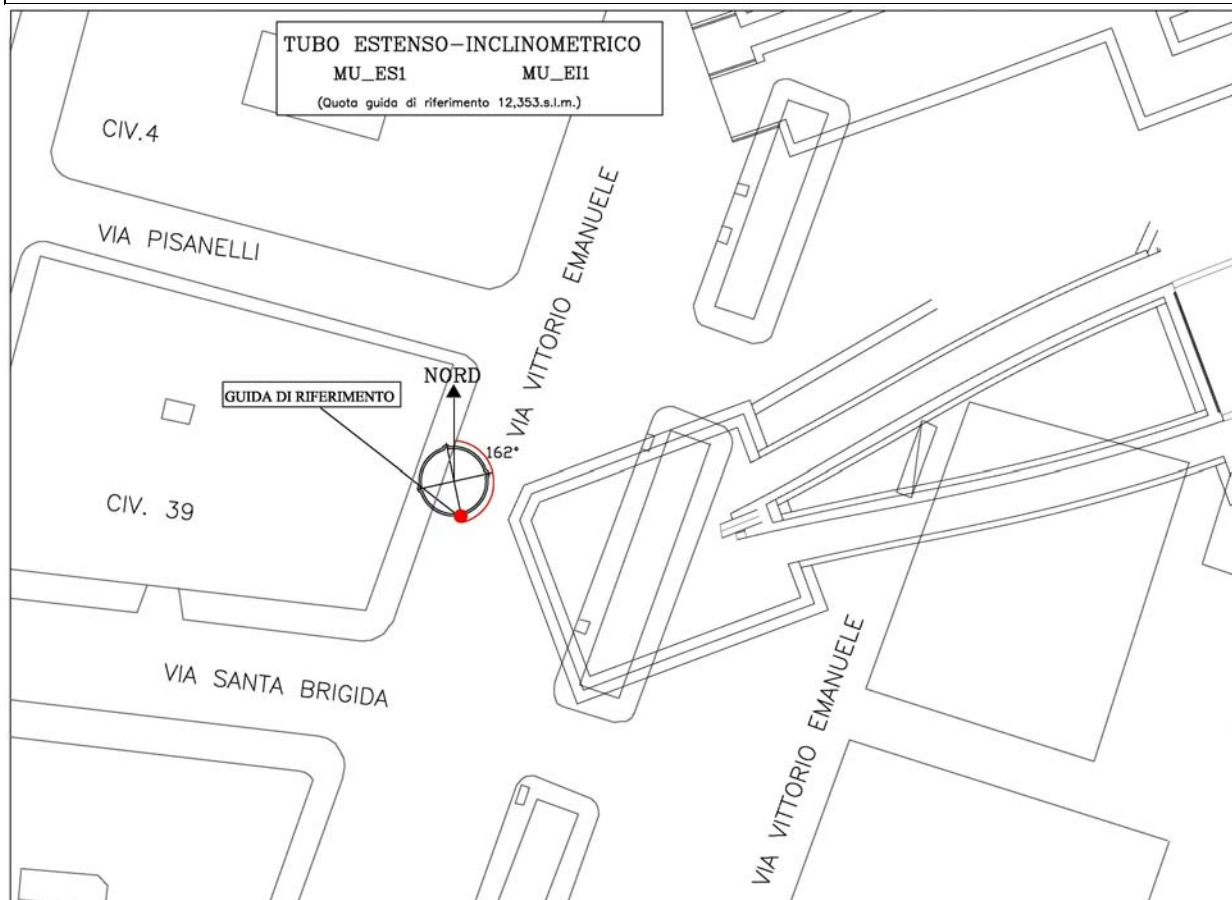 TUBO ESTENSO-INCLINOMETRICO
MU_ES1 MU_EI1
(Quota guida di riferimento 12,353.s.l.m.)
CIV.4
VIA PISANELLI
VIA VITTORIO EMANUELE
NORD
GUIDA DI RIFERIMENTO
162°
CIV. 39
VIA SANTA BRIGIDA
VIA VITTORIO EMANUELE